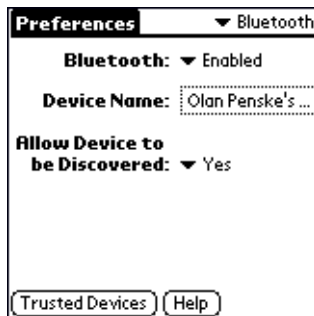 Preferences Bluetooth
Bluetooth: Enabled
Device Name: Olan Penske's ...
Allow Device to
be Discovered: Yes
Trusted Devices Help